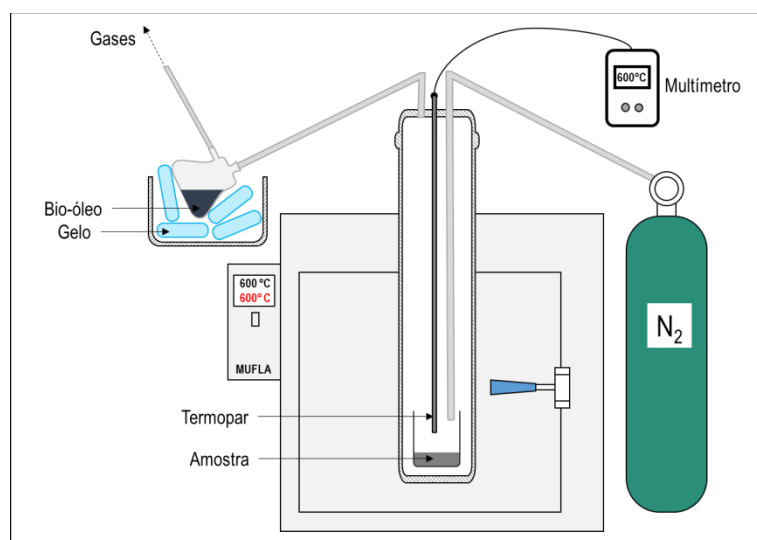 Gases
600°C
Multímetro
Bio-óleo
Gelo
600 °C
600° C
MUFLA
N₂
Termopar
Amostra